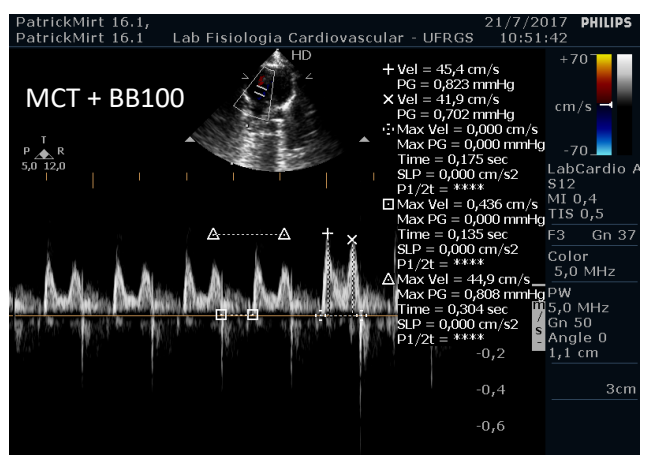 PatrickMirt 16.1,
21/7/2017 PHILIPS
PatrickMirt 16.1 Lab Fisiologia Cardiovascular - UFRGS 10:51:42
HD
MCT + BB100
T
P R
5,0 12,0
+ Vel = 45,4 cm/s
PG = 0,823 mmHg
× Vel = 41,9 cm/s
PG = 0,702 mmHg
Max Vel = 0,000 cm/s
Max PG = 0,000 mmHg
Time = 0,175 sec
SLP = 0,000 cm/s2
P1/2t = ****
Max Vel = 0,436 cm/s
Max PG = 0,000 mmHg
Time = 0,135 sec
SLP = 0,000 cm/s2
P1/2t = ****
Max Vel = 44,9 cm/s
Max PG = 0,808 mmHg
Time = 0,304 sec
SLP = 0,000 cm/s2
P1/2t = ****
m/s
-0,2
-0,4
-0,6
+70
cm/s
-70
LabCardio A
S12
MI 0,4
TIS 0,5
F3 Gn 37
Color
5,0 MHz
PW
5,0 MHz
Gn 50
Angle 0
1,1 cm
3cm